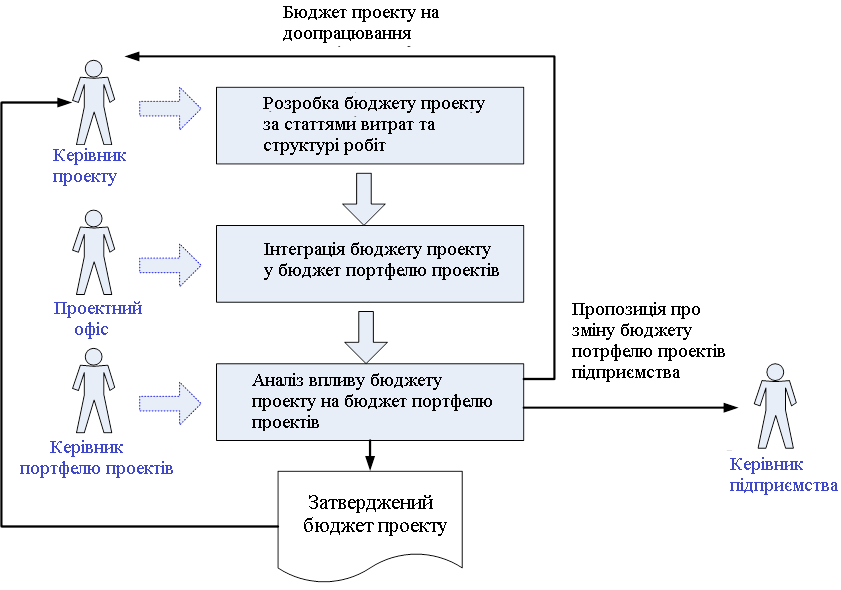 Бюджет проекту на
доопрацювання
Розробка бюджету проекту
за статтями витрат та
структурі робіт
Керівник
проекту
Інтеграція бюджету проекту
у бюджет портфелю проектів
Проектний
офіс
Пропозиція про
зміну бюджету
потрфелю проектів
підприємства
Аналіз впливу бюджету
проекту на бюджет портфелю
проектів
Керівник
портфелю проектів
Керівник
підприємства
Затверджений
бюджет проекту